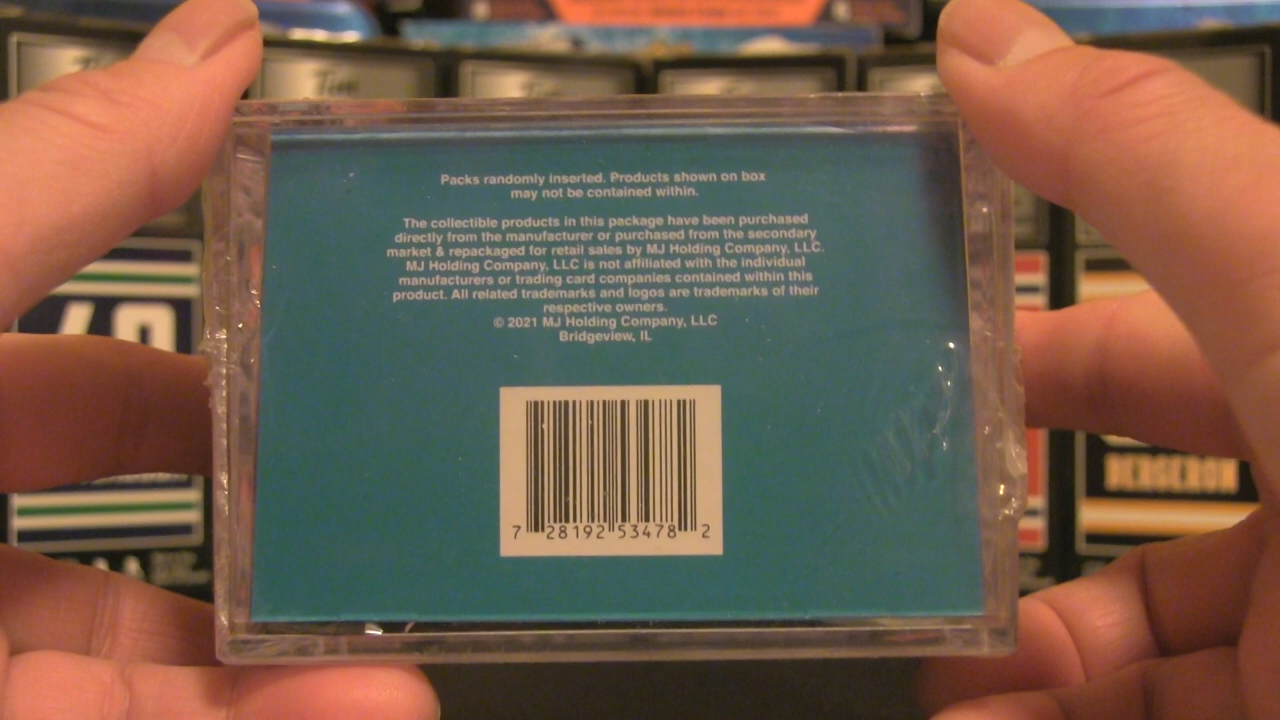 Tim
Packs randomly inserted. Products shown on box
may not be contained within.
The collectible products in this package have been purchased
directly from the manufacturer or purchased from the secondary
market & repackaged for retail sales by MJ Holding Company, LLC.
MJ Holding Company, LLC is not affiliated with the individual
manufacturers or trading card companies contained within this
product. All related trademarks and logos are trademarks of their
respective owners.
© 2021 MJ Holding Company, LLC
Bridgeview, IL
BERGERON
7 28192 53478 2